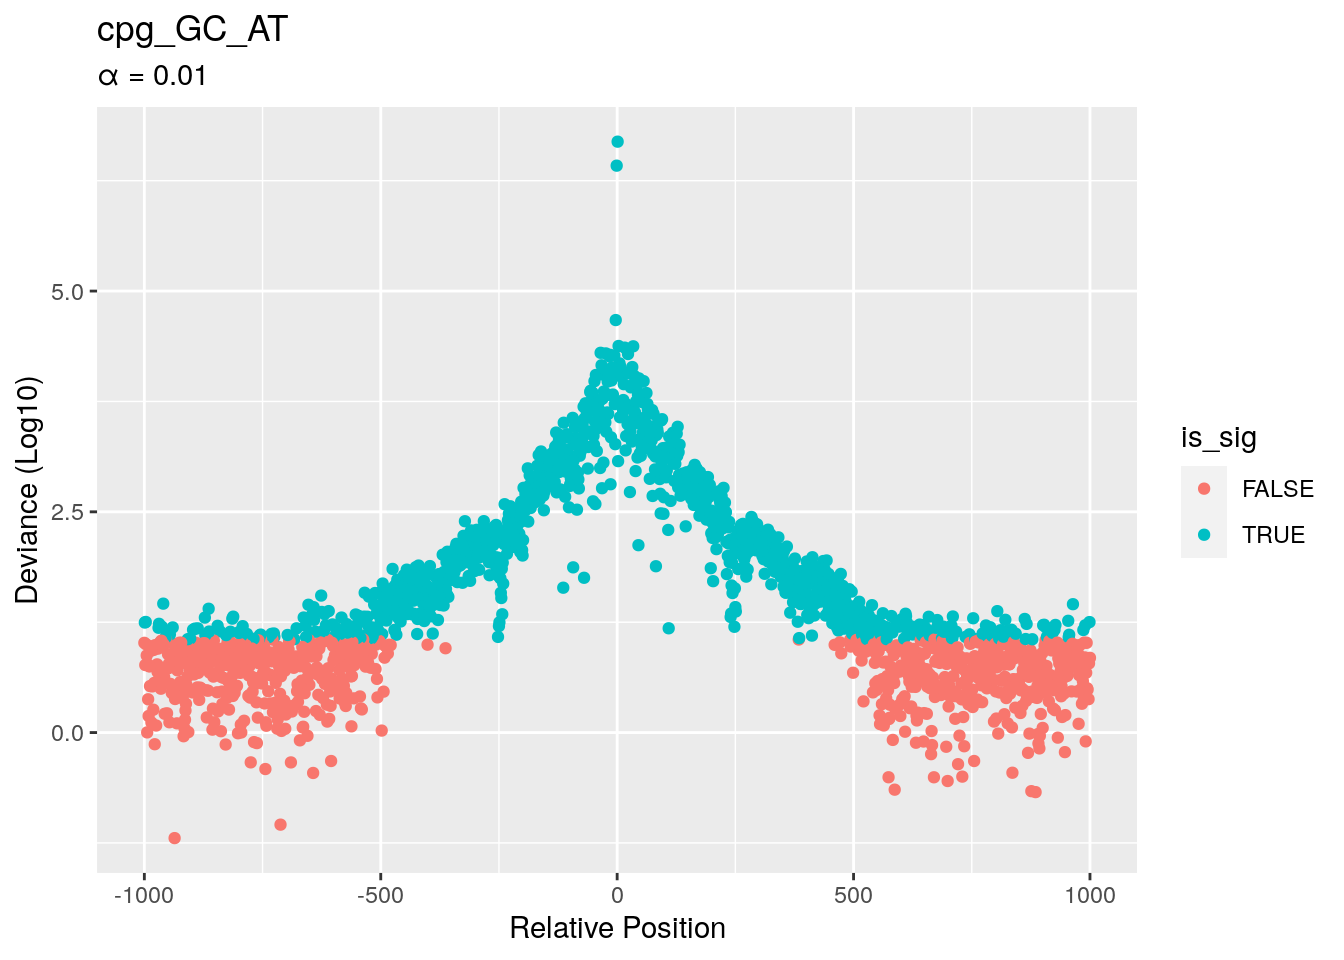 cpg_GC_AT
α = 0.01
5.0
2.5
0.0
-1000
-500
0
500
1000
Relative Position
Deviance (Log10)
is_sig
FALSE
TRUE